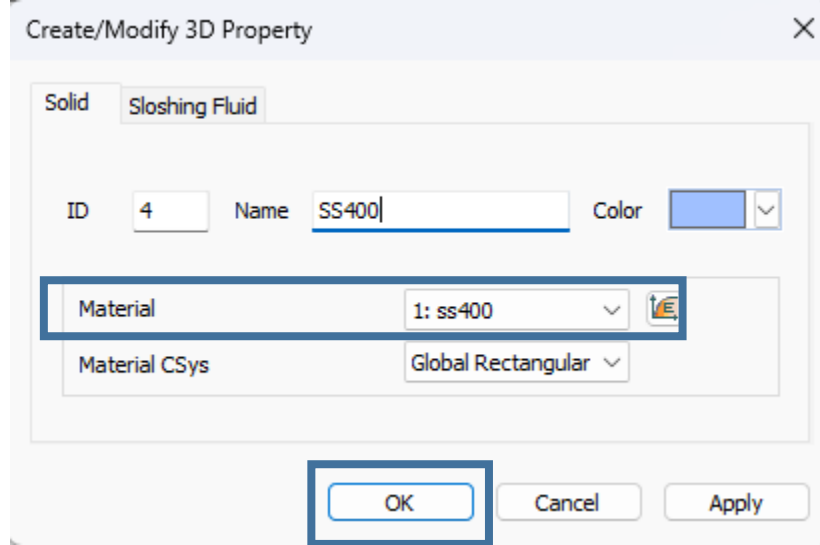 Create/Modify 3D Property
Solid Sloshing Fluid
ID 4 Name SS400 Color
Material 1: ss400 E
Material CSys Global Rectangular
OK Cancel Apply